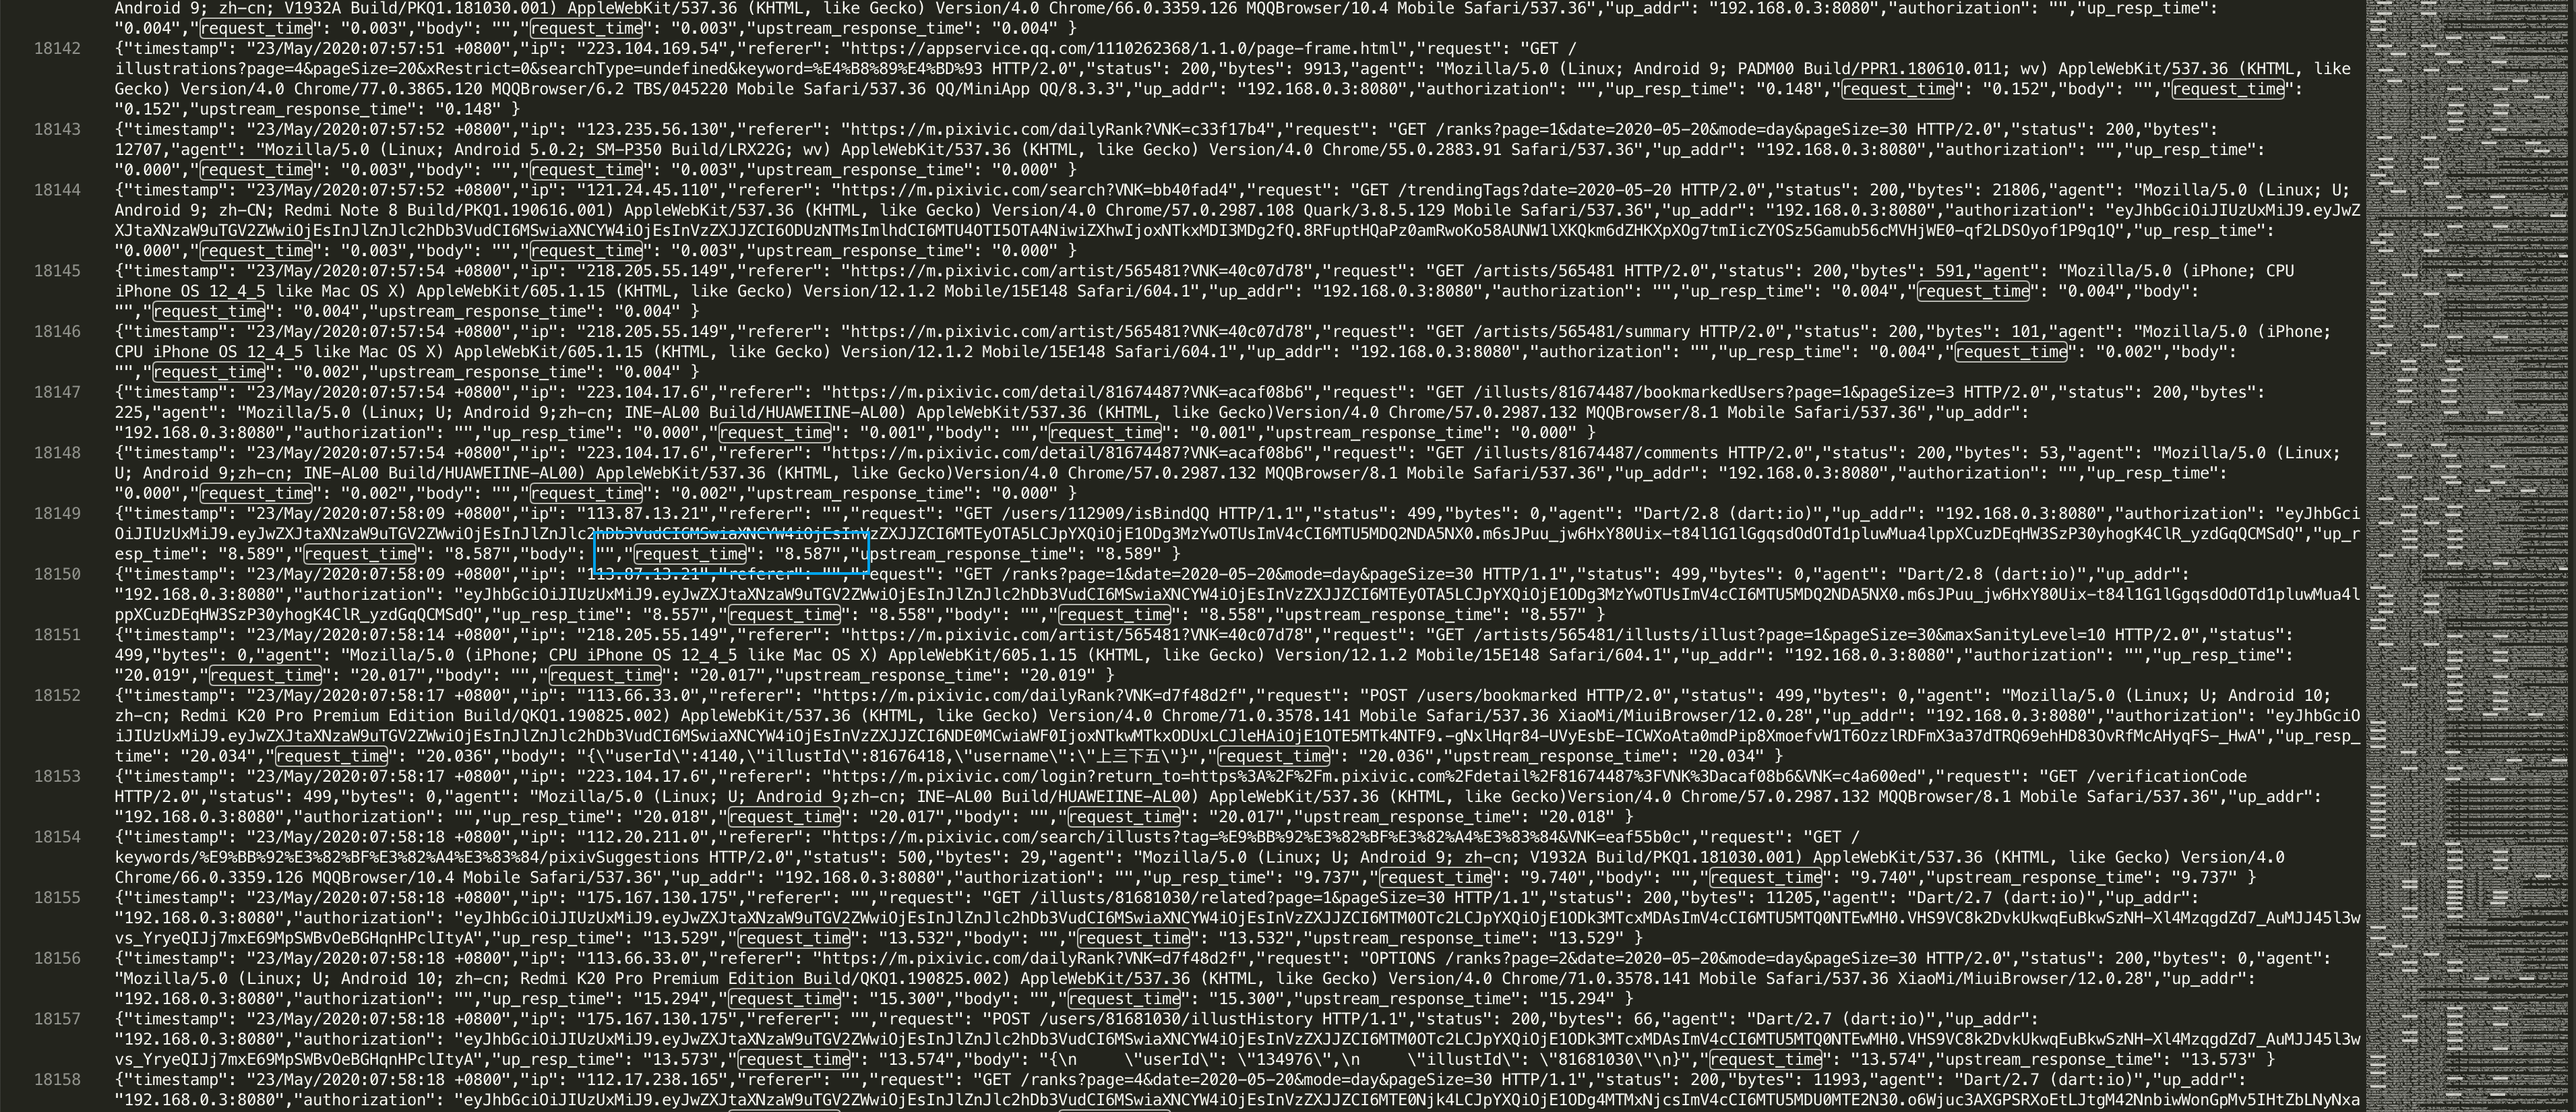 Android 9; zh-cn; V1932A Build/PKQ1.181030.001) AppleWebKit/537.36 (KHTML, like Gecko) Version/4.0 Chrome/66.0.3359.126 MQQBrowser/10.4 Mobile Safari/537.36","up_addr": "192.168.0.3:8080","authorization": "","up_resp_time":
"0.004","request_time": "0.003","body": "","request_time": "0.003","upstream_response_time": "0.004" }
18142 {"timestamp": "23/May/2020:07:57:51 +0800","ip": "223.104.169.54","referer": "https://appservice.qq.com/1110262368/1.1.0/page-frame.html","request": "GET /
illustrations?page=4&pageSize=20&xRestrict=0&searchType=undefined&keyword=%E4%B8%89%E4%BD%93 HTTP/2.0","status": 200,"bytes": 9913,"agent": "Mozilla/5.0 (Linux; Android 9; PADM00 Build/PPR1.180610.011; wv) AppleWebKit/537.36 (KHTML, like
Gecko) Version/4.0 Chrome/77.0.3865.120 MQQBrowser/6.2 TBS/045220 Mobile Safari/537.36 QQ/MiniApp QQ/8.3.3","up_addr": "192.168.0.3:8080","authorization": "","up_resp_time": "0.148","request_time": "0.152","body": "","request_time":
"0.152","upstream_response_time": "0.148" }
18143 {"timestamp": "23/May/2020:07:57:52 +0800","ip": "123.235.56.130","referer": "https://m.pixivic.com/dailyRank?VNK=c33f17b4","request": "GET /ranks?page=1&date=2020-05-20&mode=day&pageSize=30 HTTP/2.0","status": 200,"bytes":
12707,"agent": "Mozilla/5.0 (Linux; Android 5.0.2; SM-P350 Build/LRX22G; wv) AppleWebKit/537.36 (KHTML, like Gecko) Version/4.0 Chrome/55.0.2883.91 Safari/537.36","up_addr": "192.168.0.3:8080","authorization": "","up_resp_time":
"0.000","request_time": "0.003","body": "","request_time": "0.003","upstream_response_time": "0.000" }
18144 {"timestamp": "23/May/2020:07:57:52 +0800","ip": "121.24.45.110","referer": "https://m.pixivic.com/search?VNK=bb40fad4","request": "GET /trendingTags?date=2020-05-20 HTTP/2.0","status": 200,"bytes": 21806,"agent": "Mozilla/5.0 (Linux; U;
Android 9; zh-CN; Redmi Note 8 Build/PKQ1.190616.001) AppleWebKit/537.36 (KHTML, like Gecko) Version/4.0 Chrome/57.0.2987.108 Quark/3.8.5.129 Mobile Safari/537.36","up_addr": "192.168.0.3:8080","authorization": "eyJhbGciOiJIUzUxMiJ9.eyJwZ
"0.000","request_time": "0.003","body": "","request_time": "0.003","upstream_response_time": "0.000" }
18145 {"timestamp": "23/May/2020:07:57:54 +0800","ip": "218.205.55.149","referer": "https://m.pixivic.com/artist/565481?VNK=40c07d78","request": "GET /artists/565481 HTTP/2.0","status": 200,"bytes": 591,"agent": "Mozilla/5.0 (iPhone; CPU
iPhone OS 12_4_5 like Mac OS X) AppleWebKit/605.1.15 (KHTML, like Gecko) Version/12.1.2 Mobile/15E148 Safari/604.1","up_addr": "192.168.0.3:8080","authorization": "","up_resp_time": "0.004","request_time": "0.004","body":
"","request_time": "0.004","upstream_response_time": "0.004" }
18146 {"timestamp": "23/May/2020:07:57:54 +0800","ip": "218.205.55.149","referer": "https://m.pixivic.com/artist/565481?VNK=40c07d78","request": "GET /artists/565481/summary HTTP/2.0","status": 200,"bytes": 101,"agent": "Mozilla/5.0 (iPhone;
CPU iPhone OS 12_4_5 like Mac OS X) AppleWebKit/605.1.15 (KHTML, like Gecko) Version/12.1.2 Mobile/15E148 Safari/604.1","up_addr": "192.168.0.3:8080","authorization": "","up_resp_time": "0.004","request_time": "0.002","body":
"","request_time": "0.002","upstream_response_time": "0.004" }
18147 {"timestamp": "23/May/2020:07:57:54 +0800","ip": "223.104.17.6","referer": "https://m.pixivic.com/detail/81674487?VNK=acaf08b6","request": "GET /illusts/81674487/bookmarkedUsers?page=1&pageSize=3 HTTP/2.0","status": 200,"bytes":
225,"agent": "Mozilla/5.0 (Linux; U; Android 9;zh-cn; INE-AL00 Build/HUAWEIINE-AL00) AppleWebKit/537.36 (KHTML, like Gecko)Version/4.0 Chrome/57.0.2987.132 MQQBrowser/8.1 Mobile Safari/537.36","up_addr":
"192.168.0.3:8080","authorization": "","up_resp_time": "0.000","request_time": "0.001","body": "","request_time": "0.001","upstream_response_time": "0.000" }
18148 {"timestamp": "23/May/2020:07:57:54 +0800","ip": "223.104.17.6","referer": "https://m.pixivic.com/detail/81674487?VNK=acaf08b6","request": "GET /illusts/81674487/comments HTTP/2.0","status": 200,"bytes": 53,"agent": "Mozilla/5.0 (Linux;
U; Android 9;zh-cn; INE-AL00 Build/HUAWEIINE-AL00) AppleWebKit/537.36 (KHTML, like Gecko)Version/4.0 Chrome/57.0.2987.132 MQQBrowser/8.1 Mobile Safari/537.36","up_addr": "192.168.0.3:8080","authorization": "","up_resp_time":
"0.000","request_time": "0.002","body": "","request_time": "0.002","upstream_response_time": "0.000" }
18149 {"timestamp": "23/May/2020:07:58:09 +0800","ip": "113.87.13.21","referer": "","request": "GET /users/112909/isBindQQ HTTP/1.1","status": 499,"bytes": 0,"agent": "Dart/2.8 (dart:io)","up_addr": "192.168.0.3:8080","authorization": "eyJhbGci
esp_time": "8.589","request_time": "8.587","body": "","request_time": "8.587","upstream_response_time": "8.589" }
18150 {"timestamp": "23/May/2020:07:58:09 +0800","ip": "113.87.13.21","referer": "","request": "GET /ranks?page=1&date=2020-05-20&mode=day&pageSize=30 HTTP/1.1","status": 499,"bytes": 0,"agent": "Dart/2.8 (dart:io)","up_addr":
"192.168.0.3:8080","authorization":
"up_resp_time": "8.557","request_time": "8.558","body": "","request_time": "8.558","upstream_response_time": "8.557" }
18151 {"timestamp": "23/May/2020:07:58:14 +0800","ip": "218.205.55.149","referer": "https://m.pixivic.com/artist/565481?VNK=40c07d78","request": "GET /artists/565481/illusts/illust?page=1&pageSize=30&maxSanityLevel=10 HTTP/2.0","status":
499,"bytes": 0,"agent": "Mozilla/5.0 (iPhone; CPU iPhone OS 12_4_5 like Mac OS X) AppleWebKit/605.1.15 (KHTML, like Gecko) Version/12.1.2 Mobile/15E148 Safari/604.1","up_addr": "192.168.0.3:8080","authorization": "","up_resp_time":
"20.019","request_time": "20.017","body": "","request_time": "20.017","upstream_response_time": "20.019" }
18152 {"timestamp": "23/May/2020:07:58:17 +0800","ip": "113.66.33.0","referer": "https://m.pixivic.com/dailyRank?VNK=d7f48d2f","request": "POST /users/bookmarked HTTP/2.0","status": 499,"bytes": 0,"agent": "Mozilla/5.0 (Linux; U; Android 10;
zh-cn; Redmi K20 Pro Premium Edition Build/QKQ1.190825.002) AppleWebKit/537.36 (KHTML, like Gecko) Version/4.0 Chrome/71.0.3578.141 Mobile Safari/537.36 XiaoMi/MiuiBrowser/12.0.28","up_addr": "192.168.0.3:8080","authorization": "eyJhbGciO
"up_resp_
time": "20.034","request_time": "20.036","body": "{\"userId\":4140,\"illustId\":81676418,\"username\":\"上三下五\"}","request_time": "20.036","upstream_response_time": "20.034" }
18153 {"timestamp": "23/May/2020:07:58:17 +0800","ip": "223.104.17.6","referer": "https://m.pixivic.com/login?return_to=https%3A%2F%2Fm.pixivic.com%2Fdetail%2F81674487%3FVNK%3Dacaf08b6&VNK=c4a600ed","request": "GET /verificationCode
HTTP/2.0","status": 499,"bytes": 0,"agent": "Mozilla/5.0 (Linux; U; Android 9;zh-cn; INE-AL00 Build/HUAWEIINE-AL00) AppleWebKit/537.36 (KHTML, like Gecko)Version/4.0 Chrome/57.0.2987.132 MQQBrowser/8.1 Mobile Safari/537.36","up_addr":
"192.168.0.3:8080","authorization": "","up_resp_time": "20.018","request_time": "20.017","body": "","request_time": "20.017","upstream_response_time": "20.018" }
18154 {"timestamp": "23/May/2020:07:58:18 +0800","ip": "112.20.211.0","referer": "https://m.pixivic.com/search/illusts?tag=%E9%BB%92%E3%82%BF%E3%82%A4%E3%83%84&VNK=eaf55b0c","request": "GET /
keywords/%E9%BB%92%E3%82%BF%E3%82%A4%E3%83%84/pixivSuggestions HTTP/2.0","status": 500,"bytes": 29,"agent": "Mozilla/5.0 (Linux; U; Android 9; zh-cn; V1932A Build/PKQ1.181030.001) AppleWebKit/537.36 (KHTML, like Gecko) Version/4.0
Chrome/66.0.3359.126 MQQBrowser/10.4 Mobile Safari/537.36","up_addr": "192.168.0.3:8080","authorization": "","up_resp_time": "9.737","request_time": "9.740","body": "","request_time": "9.740","upstream_response_time": "9.737" }
18155 {"timestamp": "23/May/2020:07:58:18 +0800","ip": "175.167.130.175","referer": "","request": "GET /illusts/81681030/related?page=1&pageSize=30 HTTP/1.1","status": 200,"bytes": 11205,"agent": "Dart/2.7 (dart:io)","up_addr":
"192.168.0.3:8080","authorization":
"up_resp_time": "13.529","request_time": "13.532","body": "","request_time": "13.532","upstream_response_time": "13.529" }
18156 {"timestamp": "23/May/2020:07:58:18 +0800","ip": "113.66.33.0","referer": "https://m.pixivic.com/dailyRank?VNK=d7f48d2f","request": "OPTIONS /ranks?page=2&date=2020-05-20&mode=day&pageSize=30 HTTP/2.0","status": 200,"bytes": 0,"agent":
"Mozilla/5.0 (Linux; U; Android 10; zh-cn; Redmi K20 Pro Premium Edition Build/QKQ1.190825.002) AppleWebKit/537.36 (KHTML, like Gecko) Version/4.0 Chrome/71.0.3578.141 Mobile Safari/537.36 XiaoMi/MiuiBrowser/12.0.28","up_addr":
"192.168.0.3:8080","authorization": "","up_resp_time": "15.294","request_time": "15.300","body": "","request_time": "15.300","upstream_response_time": "15.294" }
18157 {"timestamp": "23/May/2020:07:58:18 +0800","ip": "175.167.130.175","referer": "","request": "POST /users/81681030/illustHistory HTTP/1.1","status": 200,"bytes": 66,"agent": "Dart/2.7 (dart:io)","up_addr":
"192.168.0.3:8080","authorization":
"up_resp_time": "13.573","request_time": "13.574","body": "{\n    \"userId\": \"134976\",\n    \"illustId\": \"81681030\"\n}","request_time": "13.574","upstream_response_time": "13.573" }
18158 {"timestamp": "23/May/2020:07:58:18 +0800","ip": "112.17.238.165","referer": "","request": "GET /ranks?page=4&date=2020-05-20&mode=day&pageSize=30 HTTP/1.1","status": 200,"bytes": 11993,"agent": "Dart/2.7 (dart:io)","up_addr":
"192.168.0.3:8080","authorization":